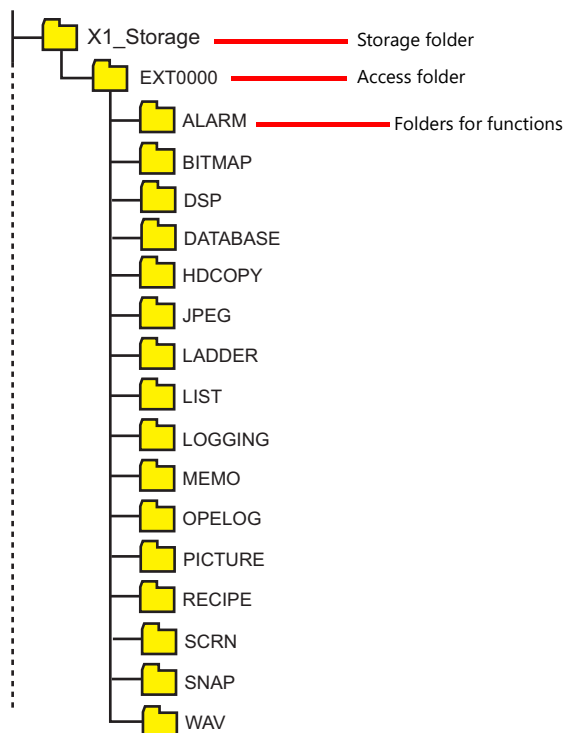 X1_Storage Storage folder
EXT0000 Access folder
ALARM Folders for functions
BITMAP
DSP
DATABASE
HDCOPY
JPEG
LADDER
LIST
LOGGING
MEMO
OPELOG
PICTURE
RECIPE
SCRN
SNAP
WAV